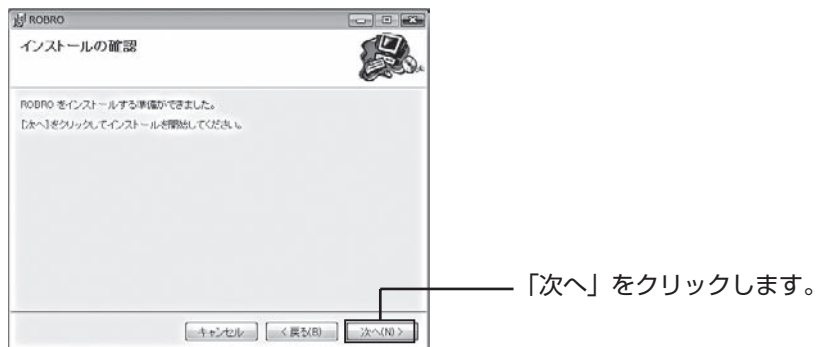 ROBRO
インストールの確認
ROBRO をインストールする準備ができました。
[次へ]をクリックしてインストールを開始してください。
「次へ」をクリックします。
キャンセル
< 戻る(B)
次へ(N) >